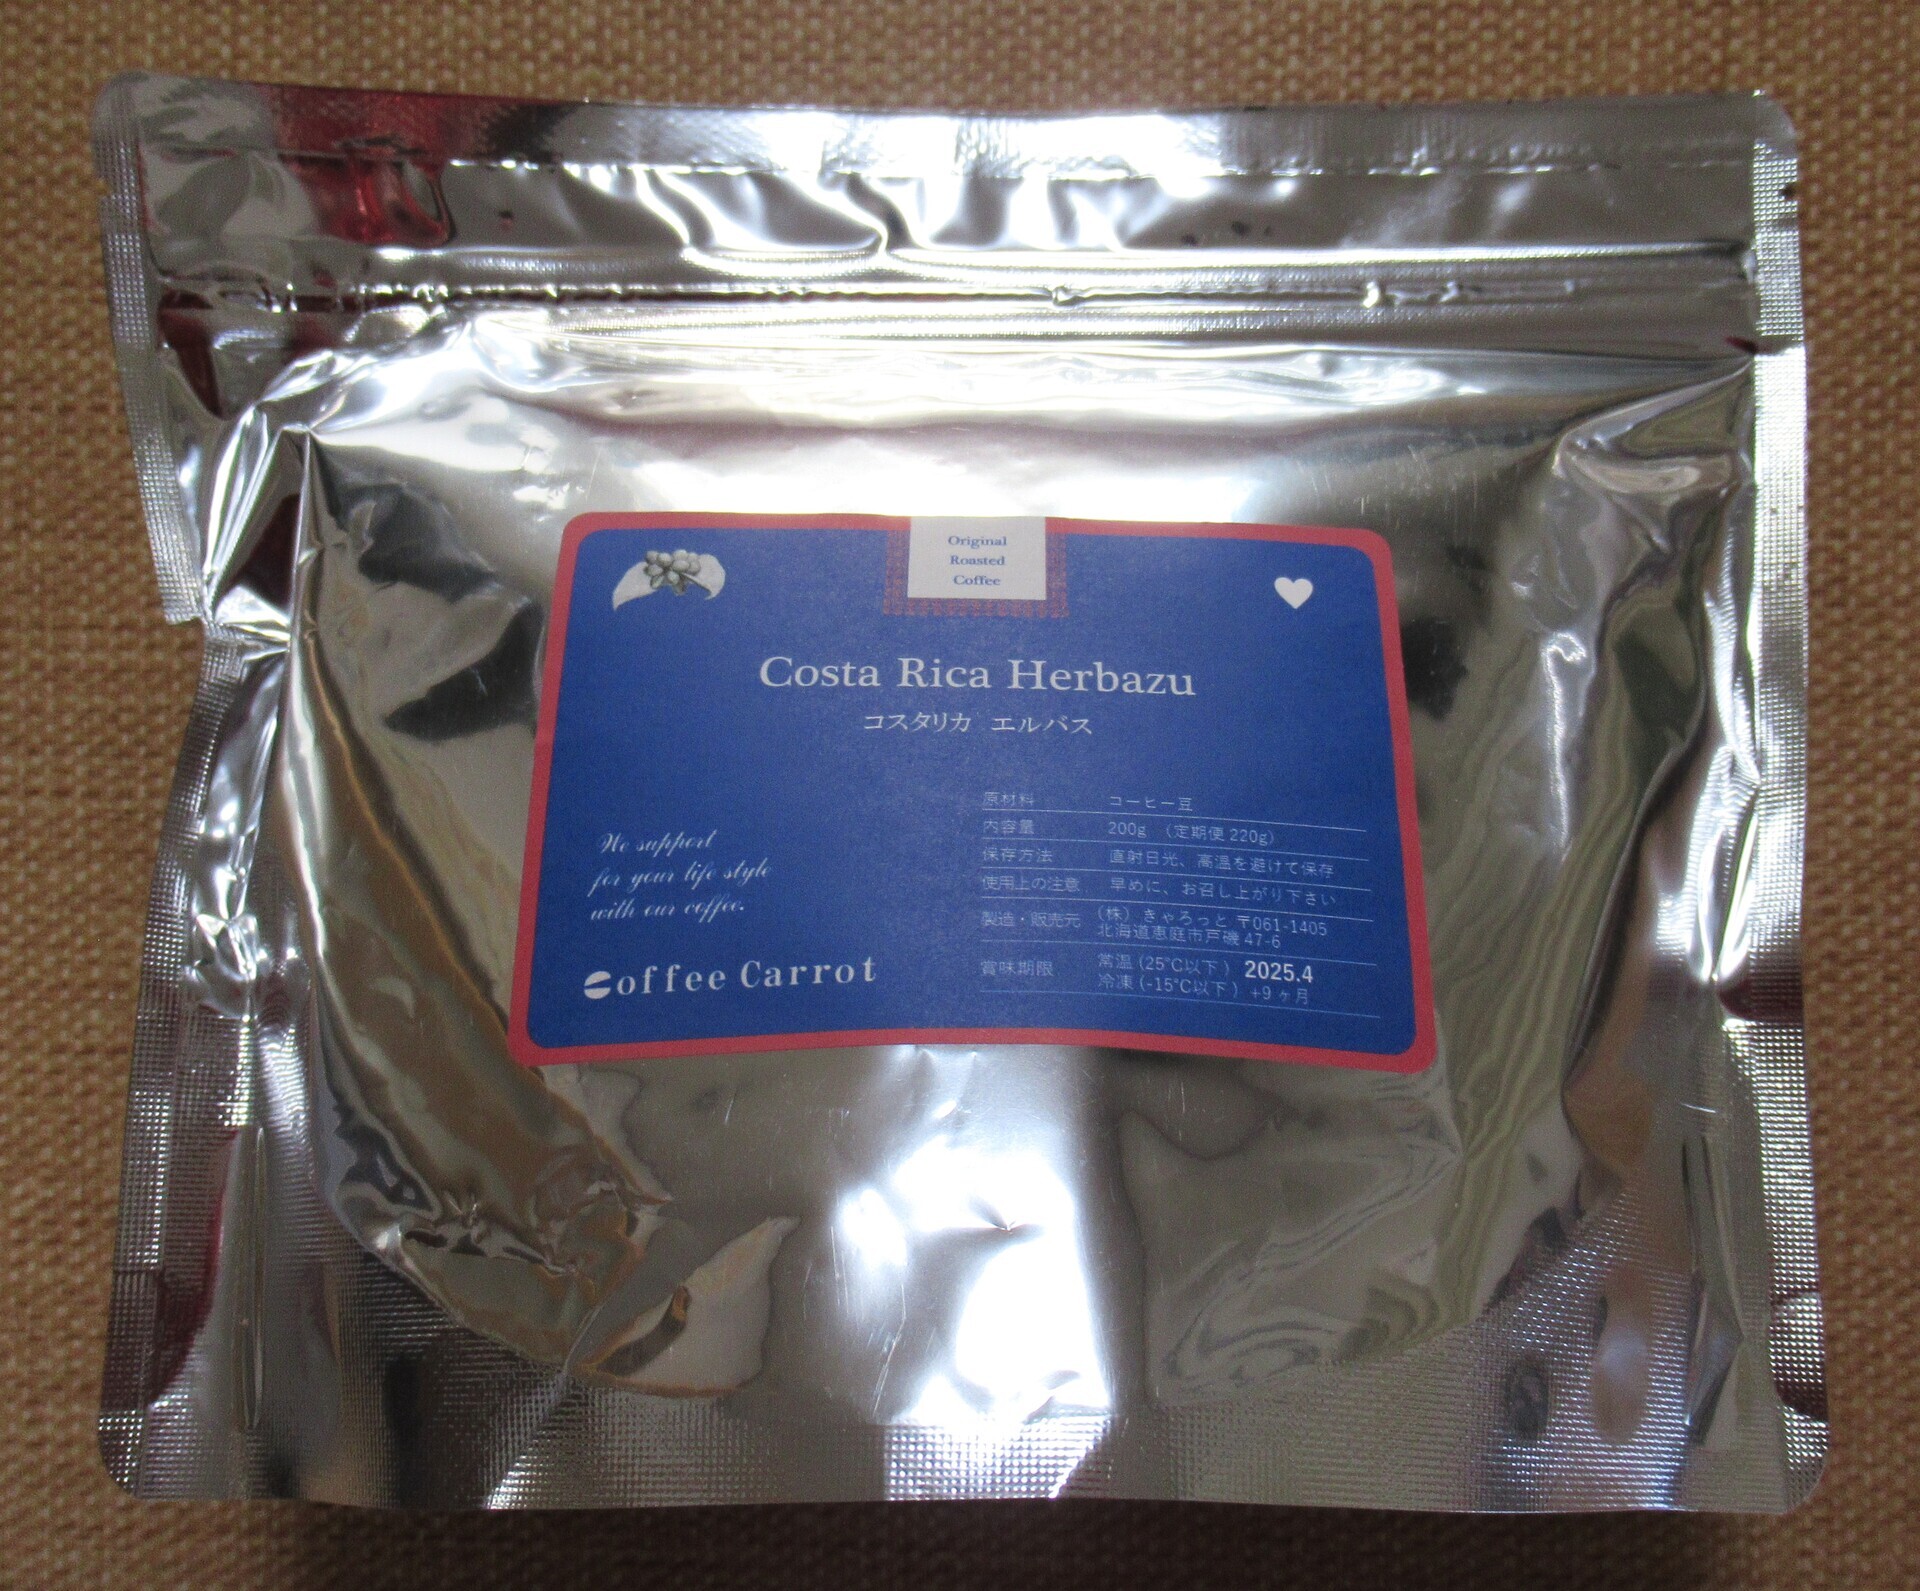 Original
Roasted
Coffee
Costa Rica Herbazu
コスタリカ エルバス
We support
for your life style
with our coffee.
Coffee Carrot
原材料 コーヒー豆
内容量 200g (定期便 220g)
保存方法 直射日光、高温を避けて保存
使用上の注意 早めに、お召し上がり下さい
製造・販売元 (株) きゃろっと 〒061-1405
北海道恵庭市戸磯 47-6
賞味期限 常温 (25°C以下) 2025.4
冷凍 (-15°C以下) +9ヶ月